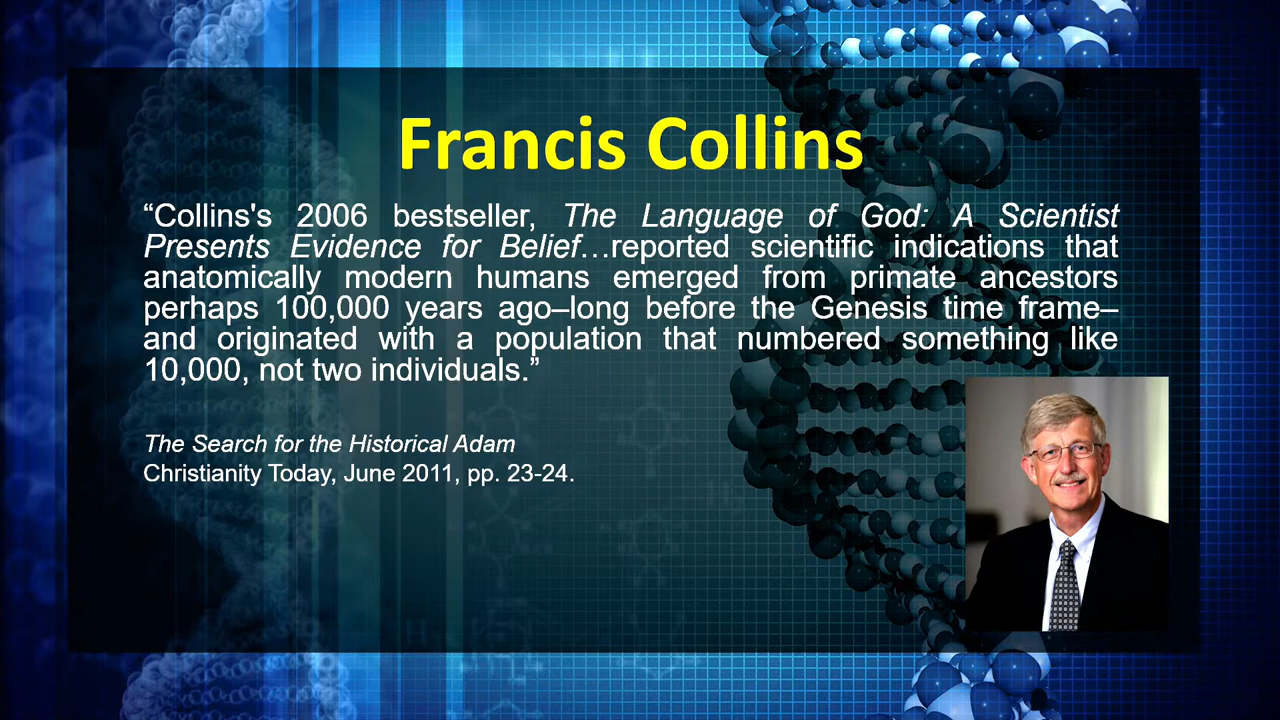 Francis Collins
“Collins's 2006 bestseller, The Language of God: A Scientist
Presents Evidence for Belief…reported scientific indications that
anatomically modern humans emerged from primate ancestors
perhaps 100,000 years ago–long before the Genesis time frame–
and originated with a population that numbered something like
10,000, not two individuals.”
The Search for the Historical Adam
Christianity Today, June 2011, pp. 23-24.